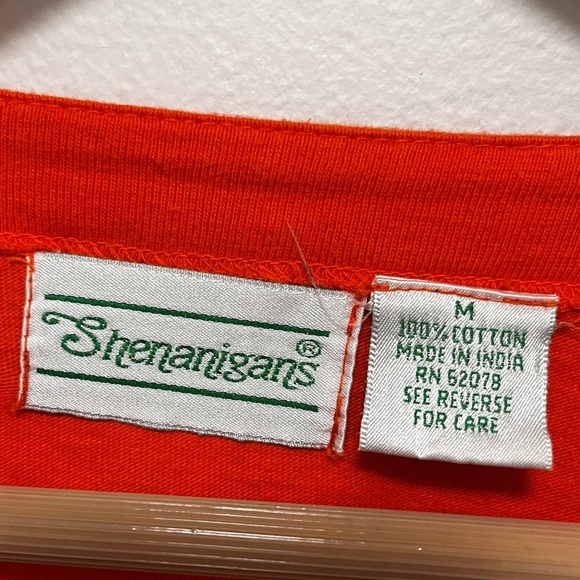 Shenanigans®
M
100% COTTON
MADE IN INDIA
RN 62078
SEE REVERSE
FOR CARE